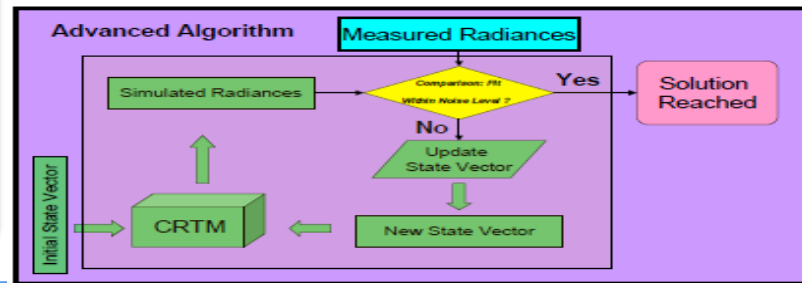 Advanced Algorithm
Measured Radiances
Simulated Radiances
Comparison: Fit
Within Noise Level ?
Yes
Solution
Reached
No
Update
State Vector
Initial State Vector
CRTM
New State Vector